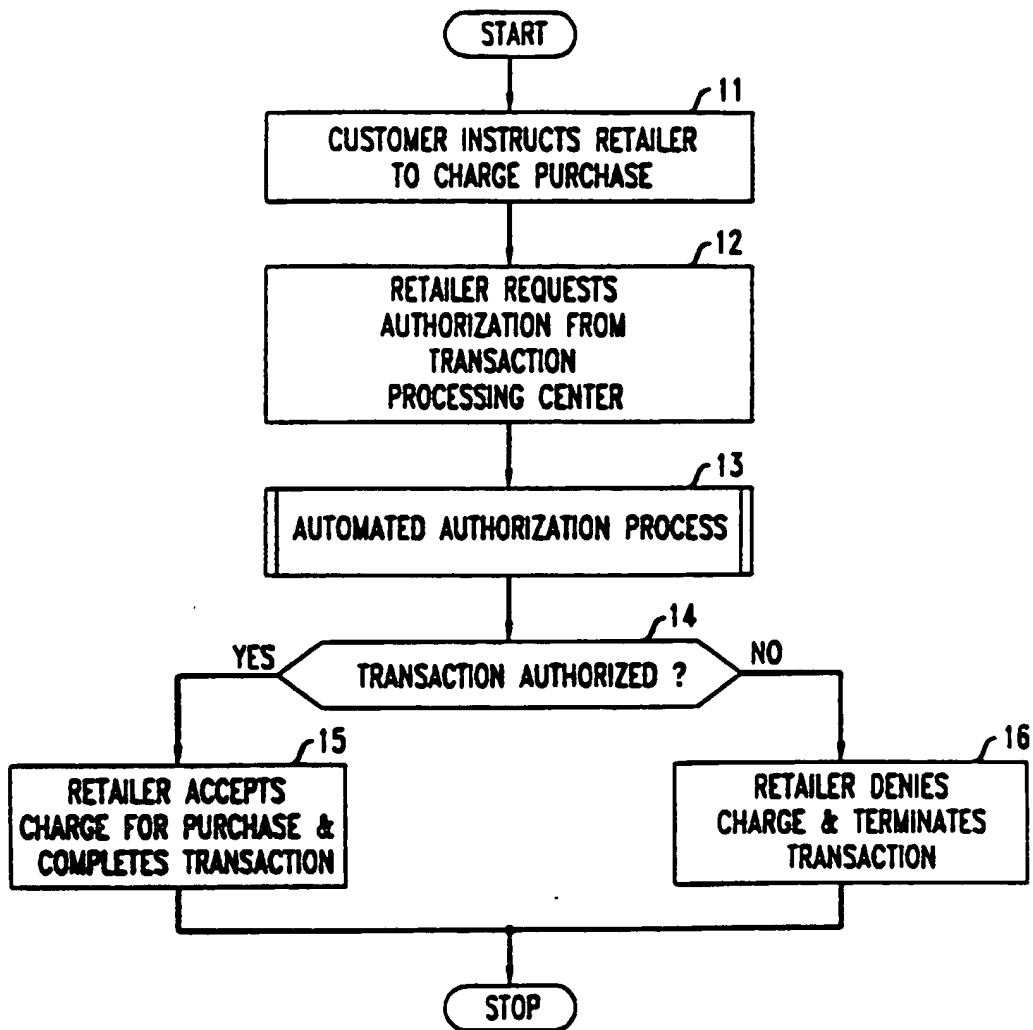 START
11
CUSTOMER INSTRUCTS RETAILER
TO CHARGE PURCHASE
12
RETAILER REQUESTS
AUTHORIZATION FROM
TRANSACTION
PROCESSING CENTER
13
AUTOMATED AUTHORIZATION PROCESS
14
YES
TRANSACTION AUTHORIZED ?
NO
15
RETAILER ACCEPTS
CHARGE FOR PURCHASE &
COMPLETES TRANSACTION
16
RETAILER DENIES
CHARGE & TERMINATES
TRANSACTION
STOP